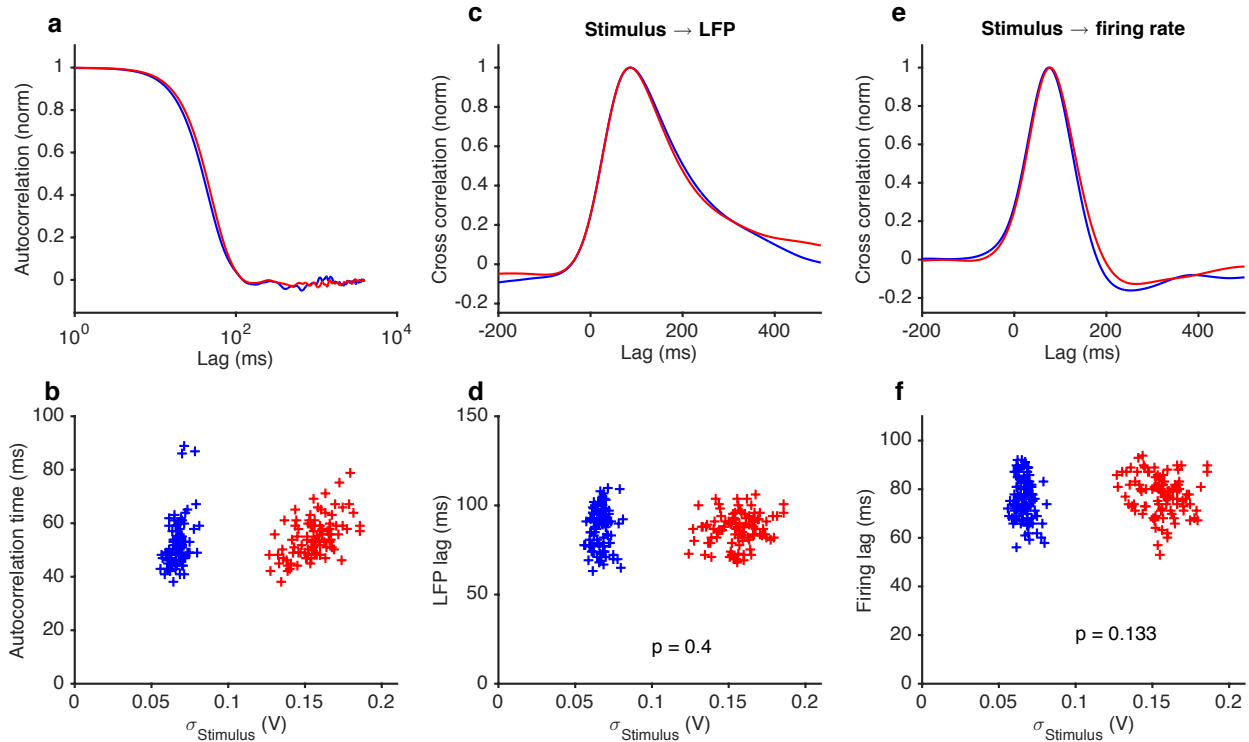 a
Autocorrelation (norm)
1
0.8
0.6
0.4
0.2
0
10^0
10^2
10^4
Lag (ms)
c
Stimulus → LFP
Cross correlation (norm)
1
0.8
0.6
0.4
0.2
0
-0.2
-200
0
200
400
Lag (ms)
e
Stimulus → firing rate
Cross correlation (norm)
1
0.8
0.6
0.4
0.2
0
-0.2
-200
0
200
400
Lag (ms)
b
Autocorrelation time (ms)
100
80
60
40
20
0
0
0.05
0.1
0.15
0.2
σStimulus (V)
d
LFP lag (ms)
150
100
50
0
p = 0.4
0
0.05
0.1
0.15
0.2
σStimulus (V)
f
Firing lag (ms)
100
80
60
40
20
0
p = 0.133
0
0.05
0.1
0.15
0.2
σStimulus (V)